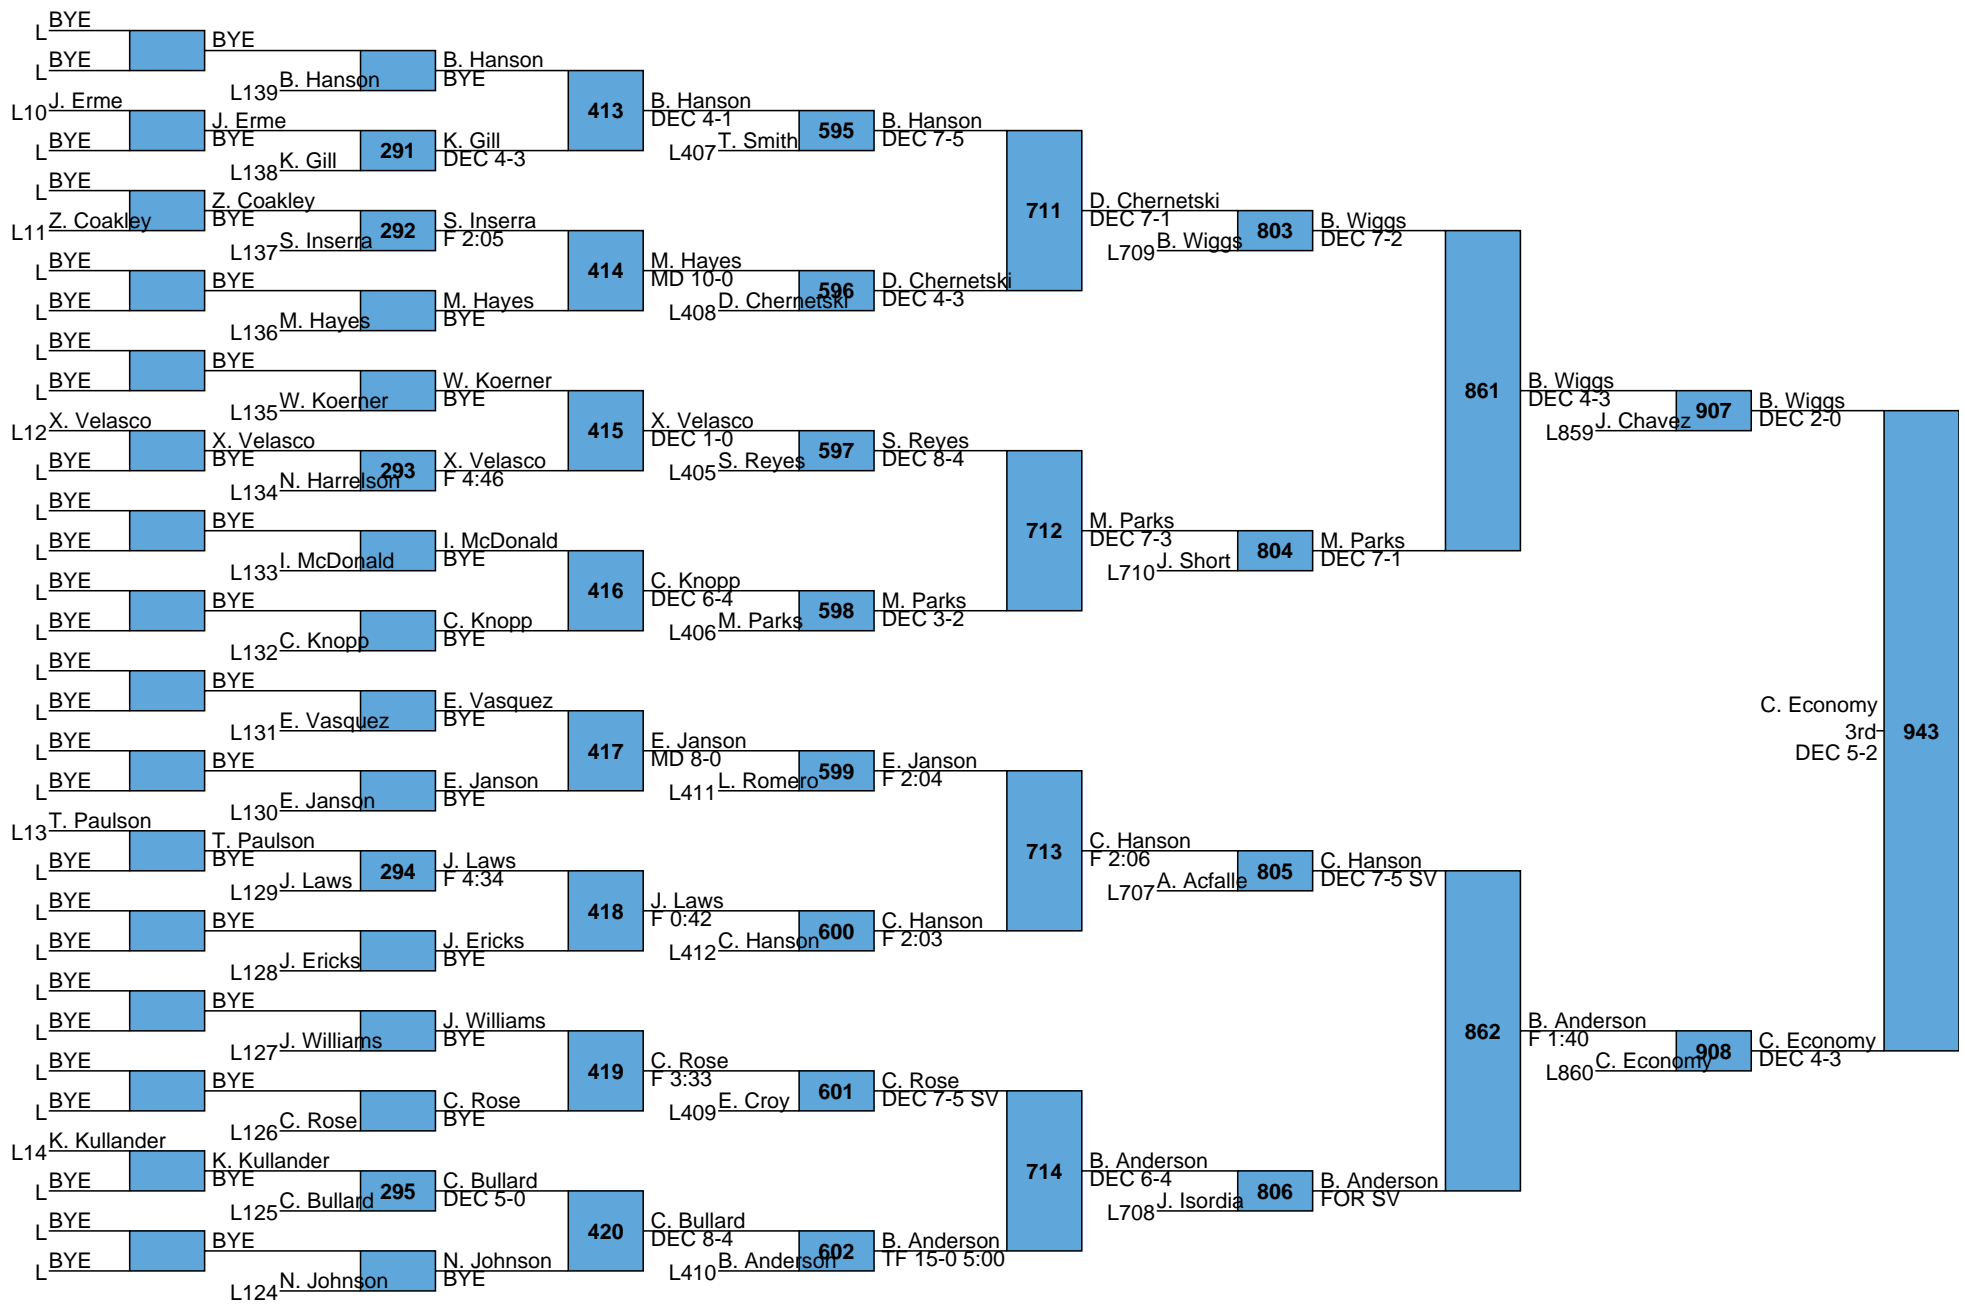 BYE
L
BYE
BYE
L
B. Hanson
L139
B. Hanson
BYE
J. Erme
L10
J. Erme
BYE
BYE
L
K. Gill
L138
291
K. Gill
DEC 4-3
413
B. Hanson
DEC 4-1
T. Smith
L407
595
B. Hanson
DEC 7-5
BYE
L
Z. Coakley
BYE
Z. Coakley
L11
S. Inserra
L137
292
S. Inserra
F 2:05
BYE
L
BYE
BYE
L
M. Hayes
L136
M. Hayes
BYE
414
M. Hayes
MD 10-0
D. Chernetski
L408
596
D. Chernetski
DEC 4-3
711
D. Chernetski
DEC 7-1
B. Wiggs
L709
803
B. Wiggs
DEC 7-2
BYE
L
BYE
BYE
L
W. Koerner
L135
W. Koerner
BYE
X. Velasco
L12
X. Velasco
BYE
BYE
L
N. Harrelson
L134
293
X. Velasco
F 4:46
415
X. Velasco
DEC 1-0
S. Reyes
L405
597
S. Reyes
DEC 8-4
BYE
L
BYE
BYE
L
I. McDonald
L133
I. McDonald
BYE
BYE
L
BYE
BYE
L
C. Knopp
L132
C. Knopp
BYE
416
C. Knopp
DEC 6-4
M. Parks
L406
598
M. Parks
DEC 3-2
712
M. Parks
DEC 7-3
J. Short
L710
804
M. Parks
DEC 7-1
861
B. Wiggs
DEC 4-3
J. Chavez
L859
907
B. Wiggs
DEC 2-0
BYE
L
BYE
BYE
L
E. Vasquez
L131
E. Vasquez
BYE
BYE
L
BYE
BYE
L
E. Janson
L130
E. Janson
BYE
417
E. Janson
MD 8-0
L. Romero
L411
599
E. Janson
F 2:04
T. Paulson
L13
T. Paulson
BYE
BYE
L
J. Laws
L129
294
J. Laws
F 4:34
BYE
L
BYE
BYE
L
J. Ericks
L128
J. Ericks
BYE
418
J. Laws
F 0:42
C. Hanson
L412
600
C. Hanson
F 2:03
713
C. Hanson
F 2:06
A. Acfalle
L707
805
C. Hanson
DEC 7-5 SV
BYE
L
BYE
BYE
L
J. Williams
L127
J. Williams
BYE
BYE
L
BYE
BYE
L
C. Rose
L126
C. Rose
BYE
419
C. Rose
F 3:33
E. Croy
L409
601
C. Rose
DEC 7-5 SV
K. Kullander
L14
K. Kullander
BYE
BYE
L
C. Bullard
L125
295
C. Bullard
DEC 5-0
BYE
L
BYE
BYE
L
N. Johnson
L124
N. Johnson
BYE
420
C. Bullard
DEC 8-4
B. Anderson
L410
602
B. Anderson
TF 15-0 5:00
714
B. Anderson
DEC 6-4
J. Isordia
L708
806
B. Anderson
FOR SV
862
B. Anderson
F 1:40
C. Economy
L860
908
C. Economy
DEC 4-3
C. Economy
3rd
DEC 5-2
943